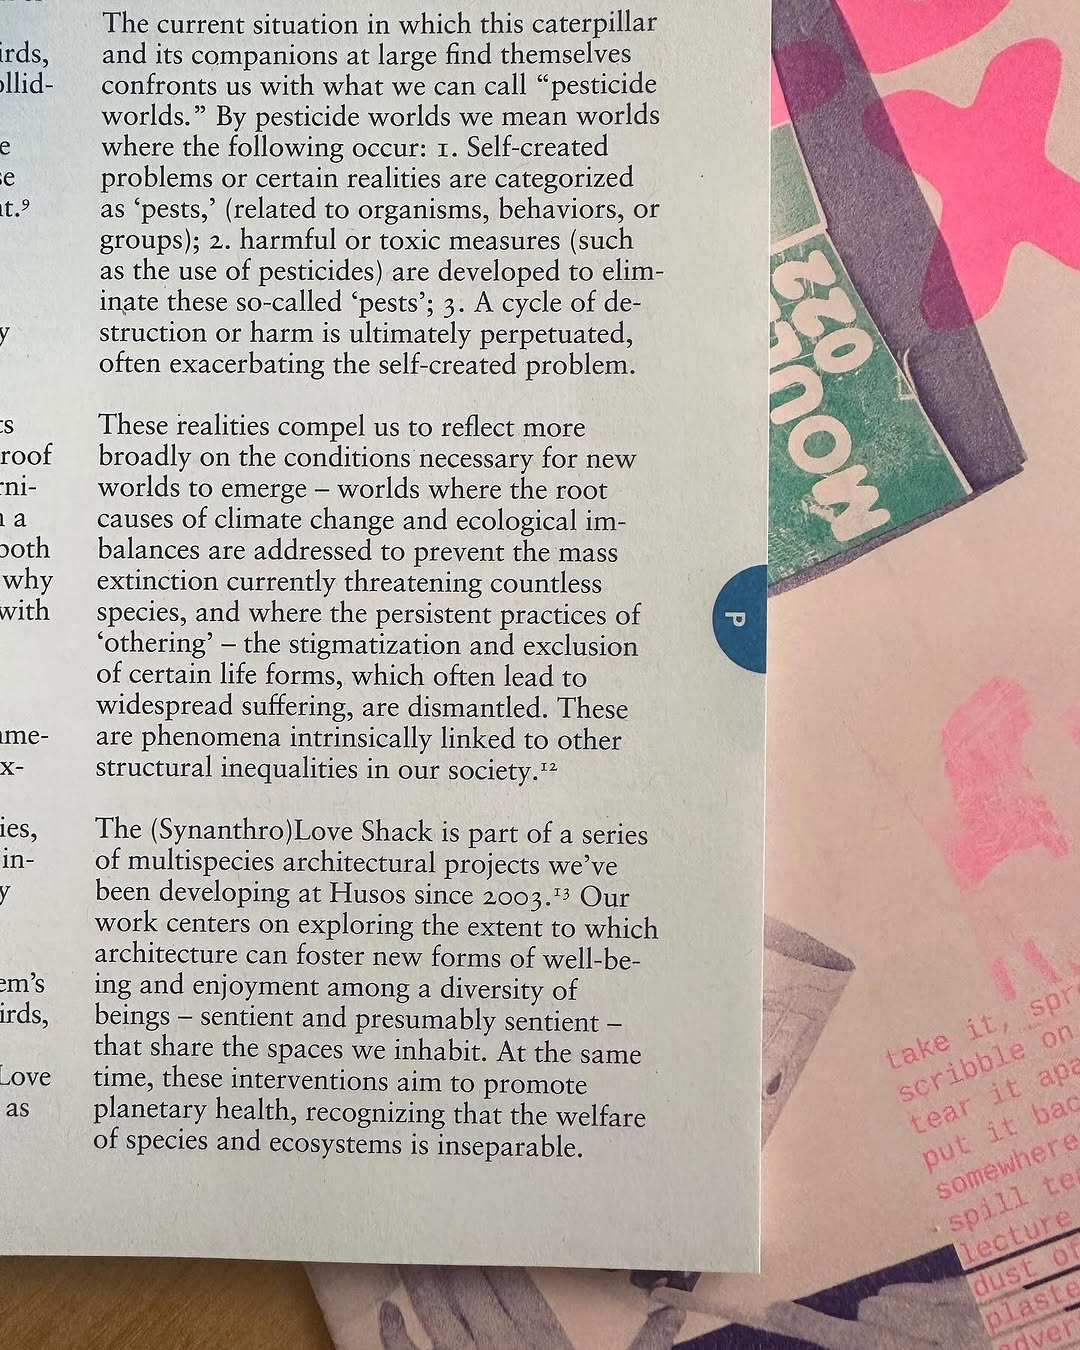 irds,
ollid-
e
se
nt.⁹
y
ts
roof
rni-
n a
both
why
with
ame-
x-
ies,
in-
y
em's
irds,
Love
as
The current situation in which this caterpillar
and its companions at large find themselves
confronts us with what we can call “pesticide
worlds.” By pesticide worlds we mean worlds
where the following occur: 1. Self-created
problems or certain realities are categorized
as ‘pests,’ (related to organisms, behaviors, or
groups); 2. harmful or toxic measures (such
as the use of pesticides) are developed to elim-
inate these so-called ‘pests’; 3. A cycle of de-
struction or harm is ultimately perpetuated,
often exacerbating the self-created problem.
These realities compel us to reflect more
broadly on the conditions necessary for new
worlds to emerge – worlds where the root
causes of climate change and ecological im-
balances are addressed to prevent the mass
extinction currently threatening countless
species, and where the persistent practices of
‘othering’ – the stigmatization and exclusion
of certain life forms, which often lead to
widespread suffering, are dismantled. These
are phenomena intrinsically linked to other
structural inequalities in our society.¹²
The (Synanthro)Love Shack is part of a series
of multispecies architectural projects we’ve
been developing at Husos since 2003.¹³ Our
work centers on exploring the extent to which
architecture can foster new forms of well-be-
ing and enjoyment among a diversity of
beings – sentient and presumably sentient –
that share the spaces we inhabit. At the same
time, these interventions aim to promote
planetary health, recognizing that the welfare
of species and ecosystems is inseparable.
P
take it, spri
scribble on
tear it apa
put it bac
somewhere
spill tea
lecture
dust of
plaste
adver